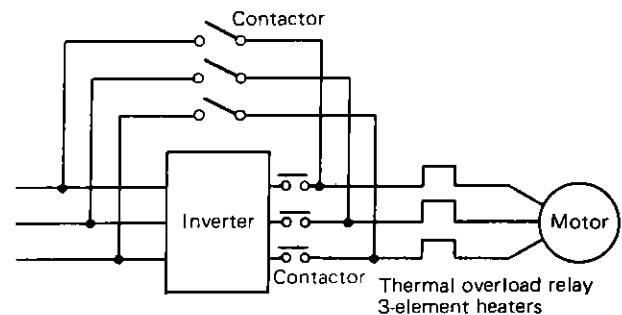 Contactor
Inverter
Motor
Contactor
Thermal overload relay
3-element heaters